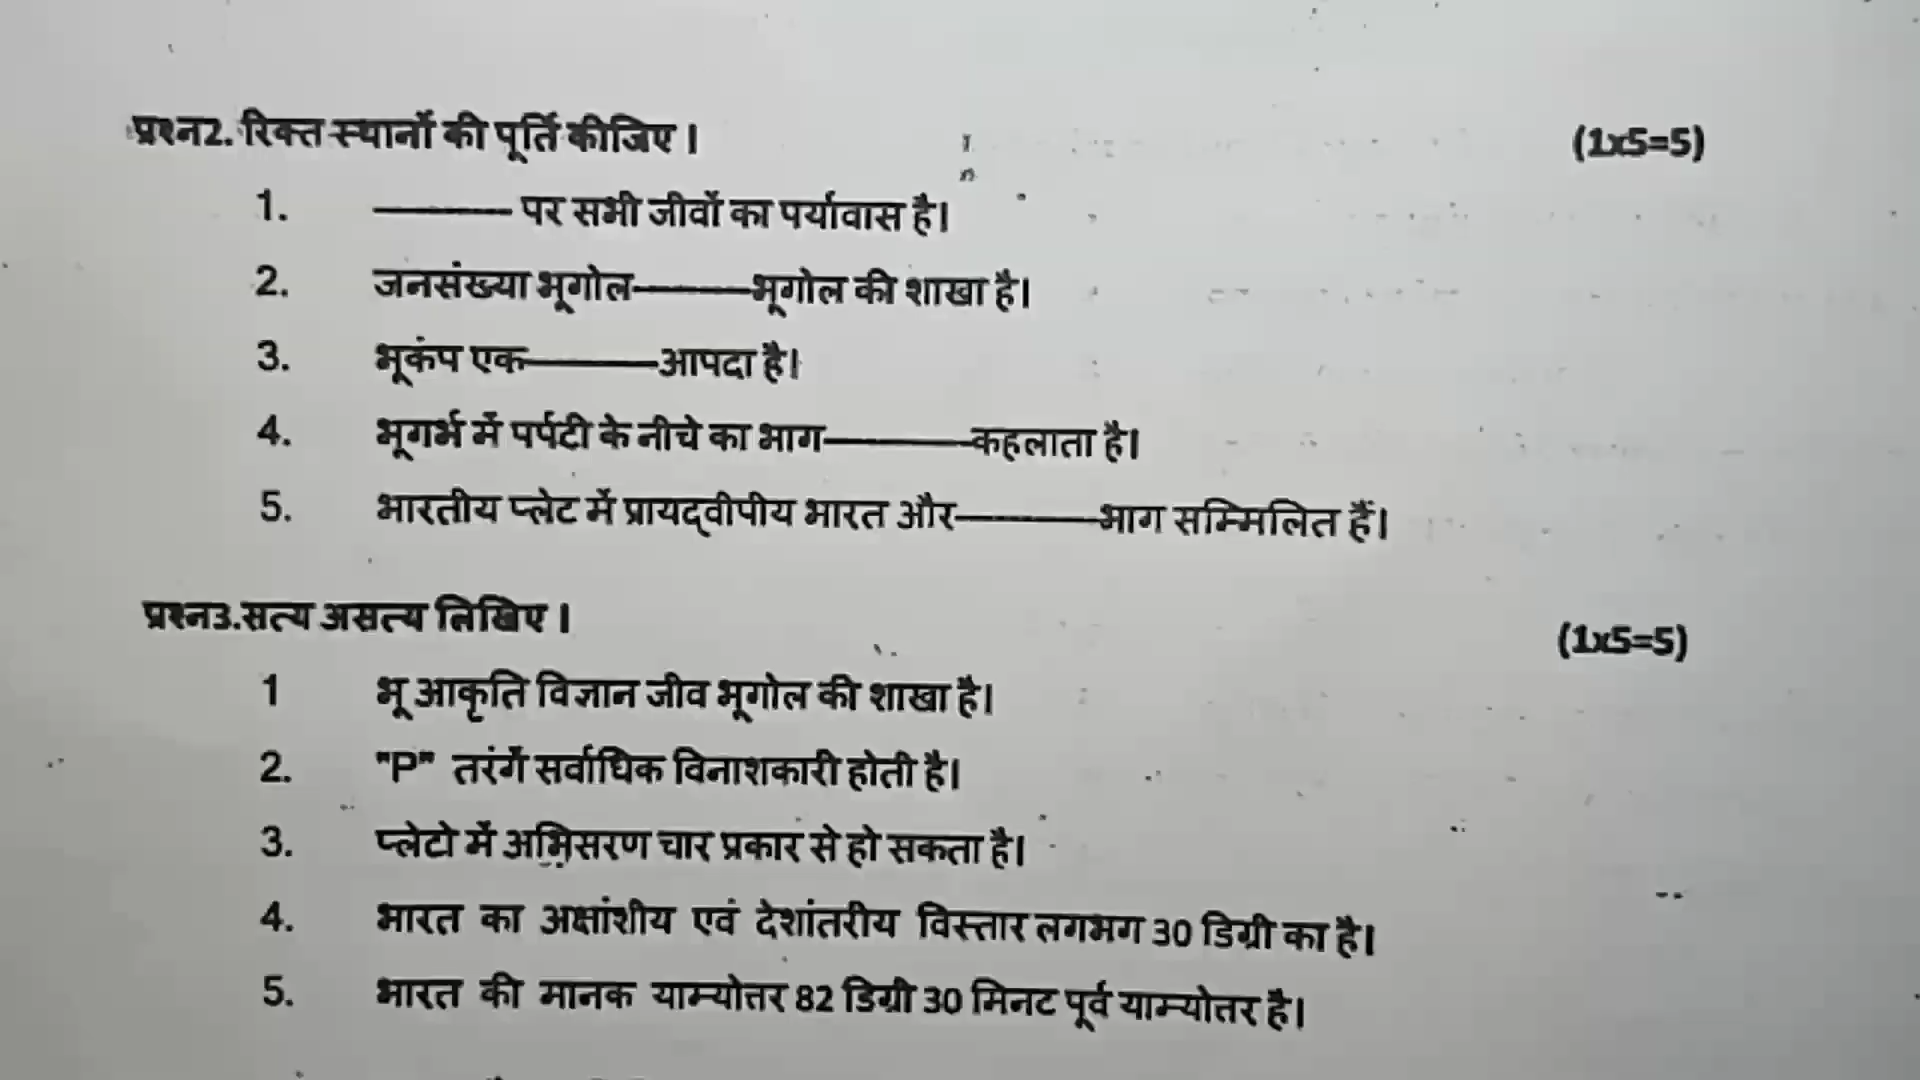 प्रश्न2. रिक्त स्थानों की पूर्ति कीजिए । (1x5=5)
1. ———— पर सभी जीवों का पर्यावास है।
2. जनसंख्या भूगोल————भूगोल की शाखा है।
3. भूकंप एक————आपदा है।
4. भूगर्भ में पर्पटी के नीचे का भाग————कहलाता है।
5. भारतीय प्लेट में प्रायद्वीपीय भारत और————भाग सम्मिलित हैं।
प्रश्न3.सत्य असत्य लिखिए । (1x5=5)
1 भू आकृति विज्ञान जीव भूगोल की शाखा है।
2. "P" तरंगें सर्वाधिक विनाशकारी होती है।
3. प्लेटो में अभिसरण चार प्रकार से हो सकता है।
4. भारत का अक्षांशीय एवं देशांतरीय विस्तार लगभग 30 डिग्री का है।
5. भारत की मानक याम्योत्तर 82 डिग्री 30 मिनट पूर्व याम्योतर है।